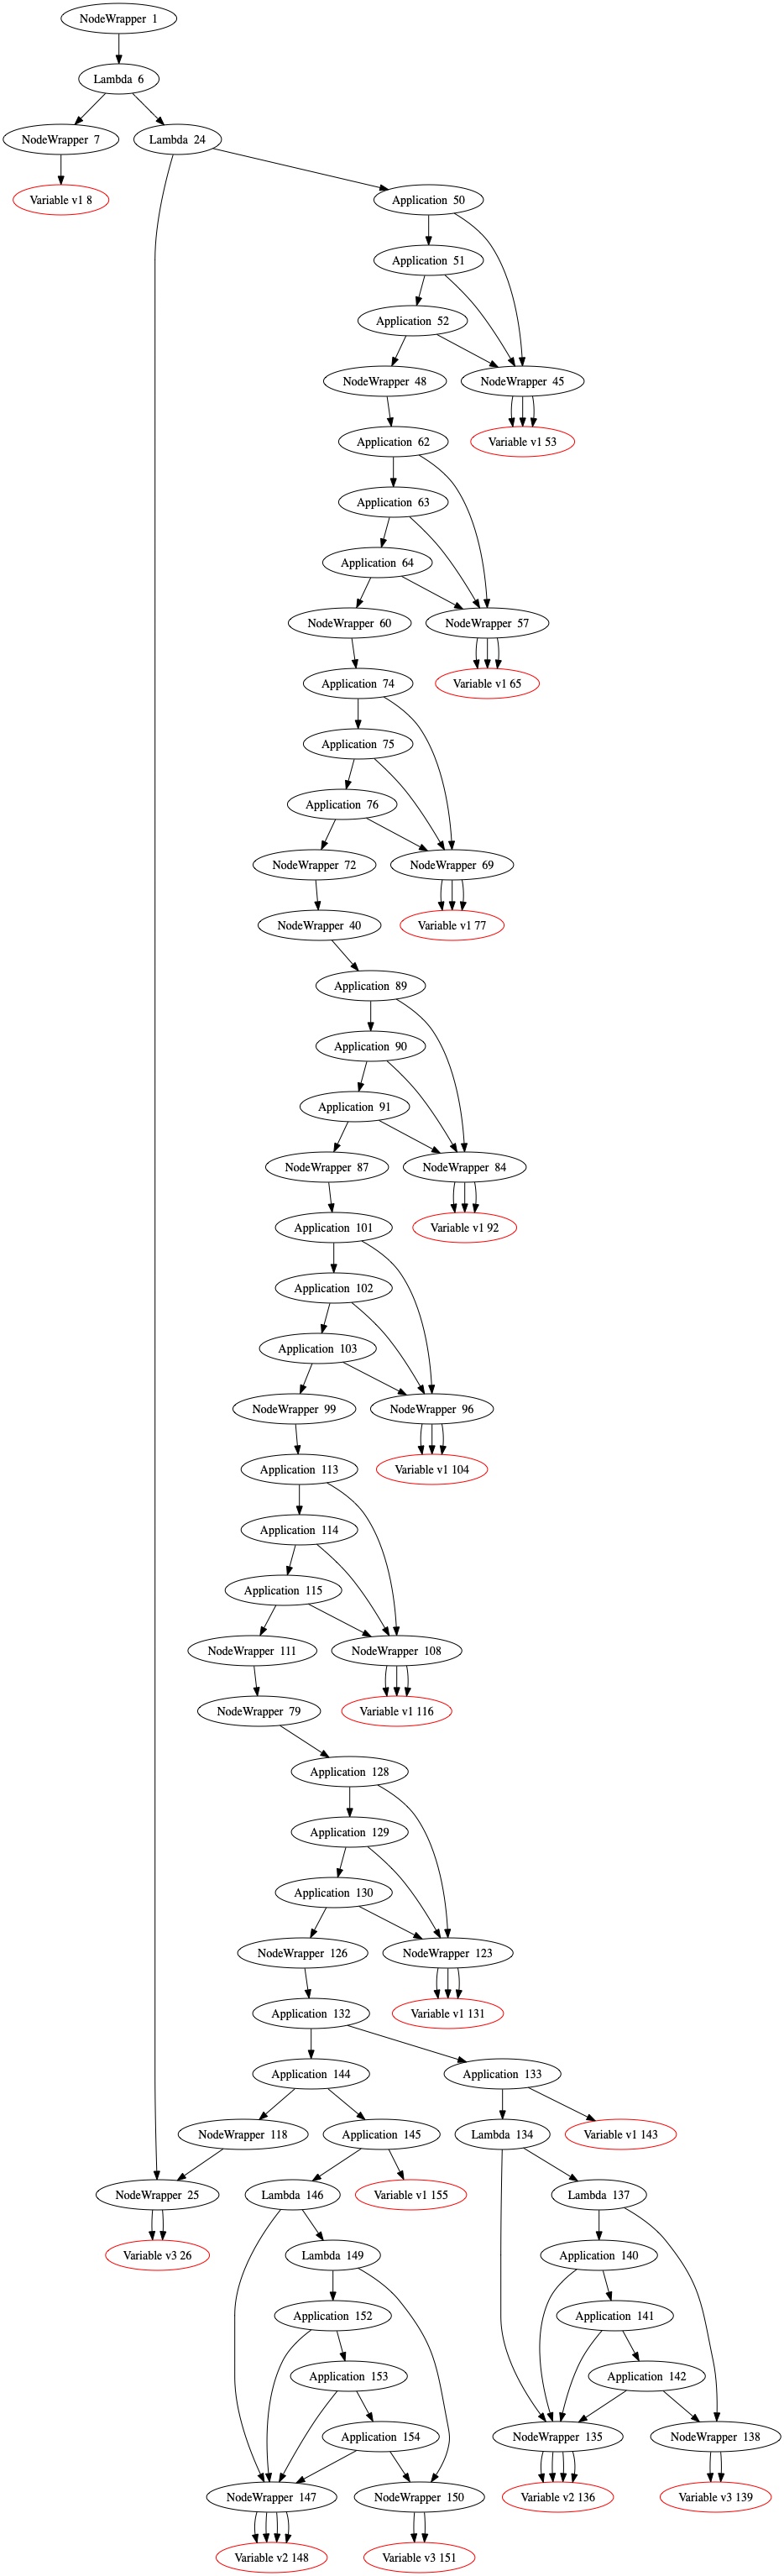 NodeWrapper 1
Lambda 6
NodeWrapper 7
Lambda 24
Variable v1 8
Application 50
Application 51
Application 52
NodeWrapper 48
NodeWrapper 45
Application 62
Variable v1 53
Application 63
Application 64
NodeWrapper 60
NodeWrapper 57
Application 74
Variable v1 65
Application 75
Application 76
NodeWrapper 72
NodeWrapper 69
NodeWrapper 40
Variable v1 77
Application 89
Application 90
Application 91
NodeWrapper 87
NodeWrapper 84
Application 101
Variable v1 92
Application 102
Application 103
NodeWrapper 99
NodeWrapper 96
Application 113
Variable v1 104
Application 114
Application 115
NodeWrapper 111
NodeWrapper 108
NodeWrapper 79
Variable v1 116
Application 128
Application 129
Application 130
NodeWrapper 126
NodeWrapper 123
Application 132
Variable v1 131
Application 144
Application 133
NodeWrapper 118
Application 145
Lambda 134
Variable v1 143
NodeWrapper 25
Lambda 146
Variable v1 155
Lambda 137
Variable v3 26
Lambda 149
Application 140
Application 152
Application 141
Application 153
Application 142
Application 154
NodeWrapper 135
NodeWrapper 138
NodeWrapper 147
NodeWrapper 150
Variable v2 136
Variable v3 139
Variable v2 148
Variable v3 151